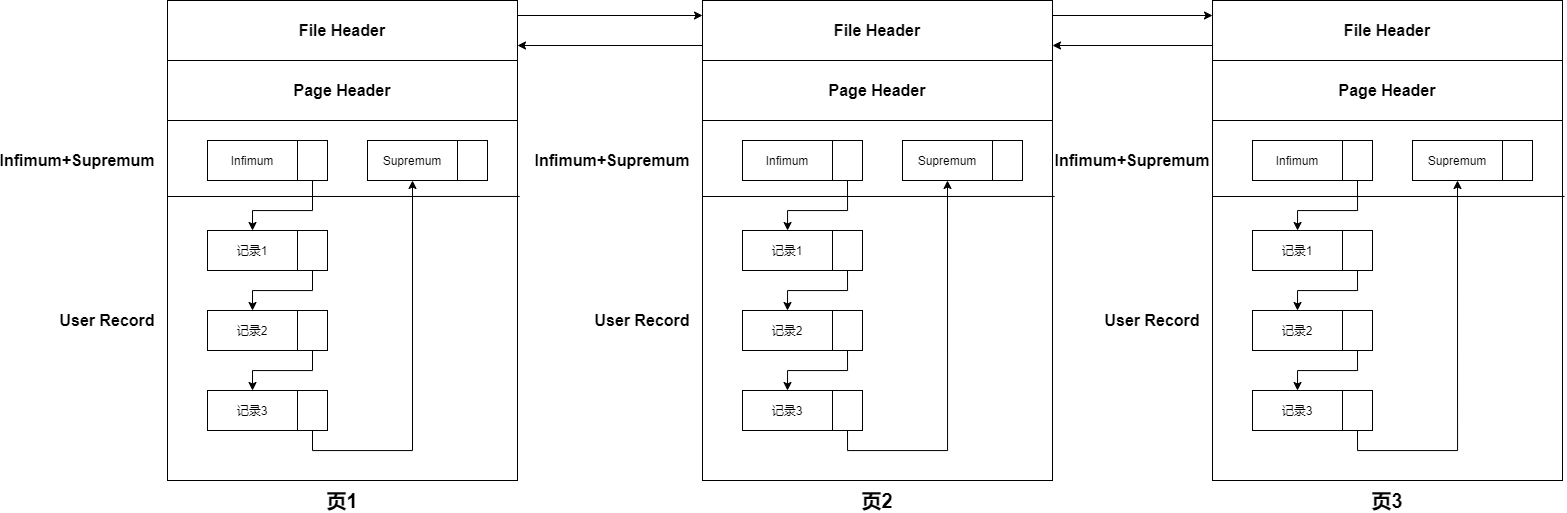 File Header
File Header
File Header
Page Header
Page Header
Page Header
Infimum+Supremum
Infimum
Supremum
Infimum+Supremum
Infimum
Supremum
Infimum+Supremum
Infimum
Supremum
记录1
记录1
记录1
User Record
记录2
User Record
记录2
User Record
记录2
记录3
记录3
记录3
页1
页2
页3